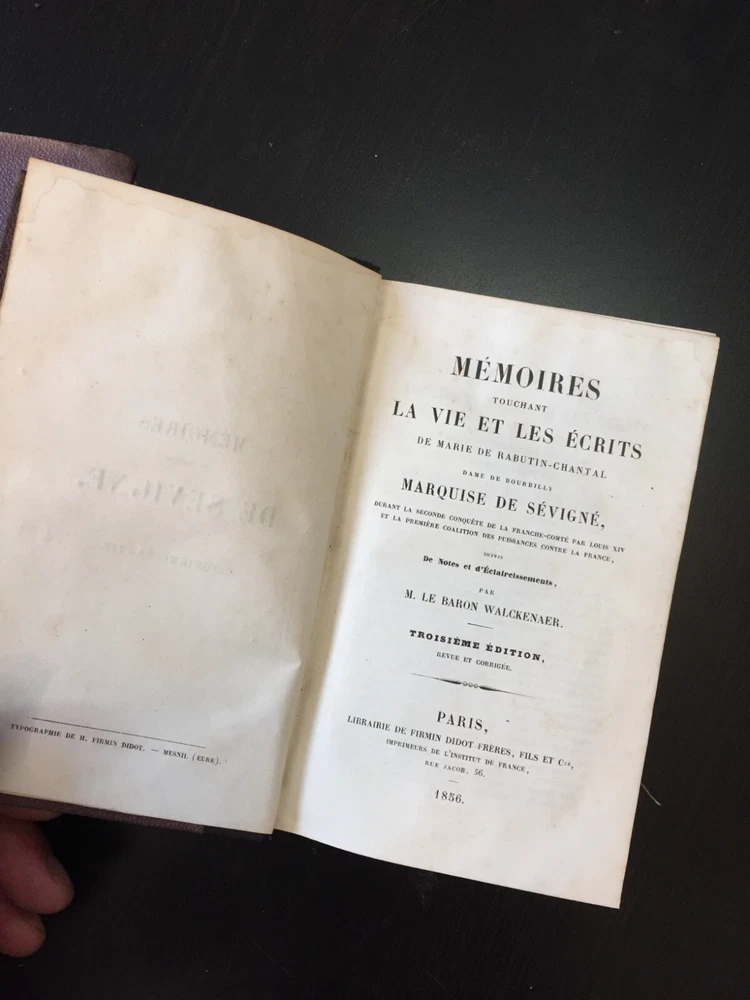 TYPOGRAPHIE DE H. FIRMIN DIDOT. — MESNIL (EURE).
MÉMOIRES
TOUCHANT
LA VIE ET LES ÉCRITS
DE MARIE DE RABUTIN-CHANTAL
DAME DE BOURBILLY
MARQUISE DE SÉVIGNÉ,
DURANT LA SECONDE CONQUÊTE DE LA FRANCHE-COMTÉ PAR LOUIS XIV
ET LA PREMIÈRE COALITION DES PUISSANCES CONTRE LA FRANCE,
SUIVIS
De Notes et d'Éclaircissements,
PAR
M. LE BARON WALCKENAER.
TROISIÈME ÉDITION,
REVUE ET CORRIGÉE.
PARIS,
LIBRAIRIE DE FIRMIN DIDOT FRÈRES, FILS ET Cie,
IMPRIMEURS DE L'INSTITUT DE FRANCE,
RUE JACOB, 56.
1856.